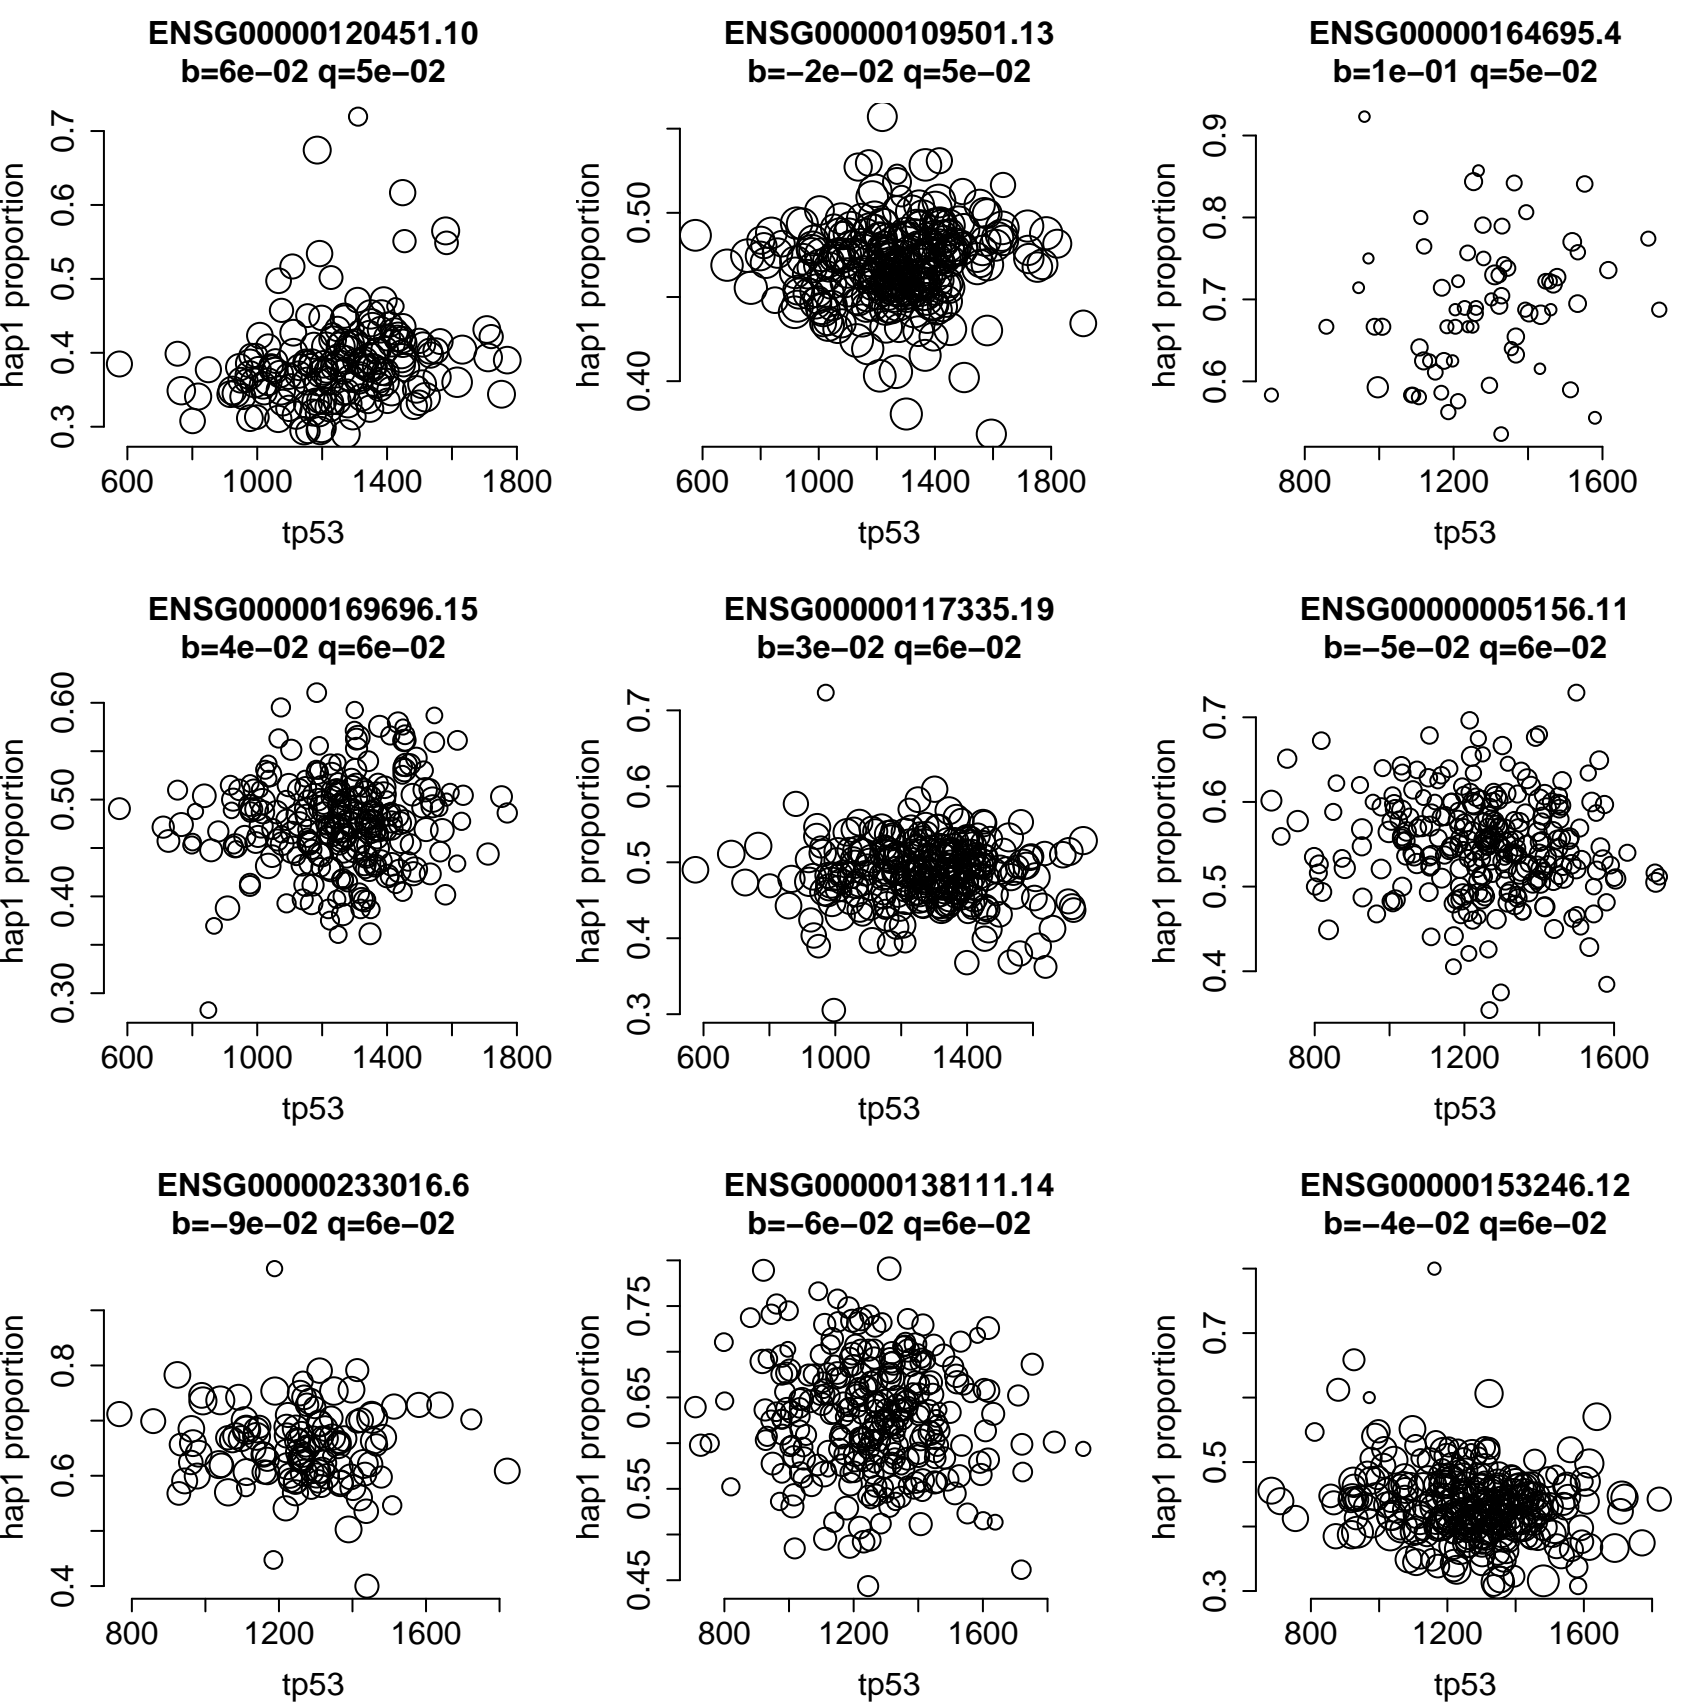 ENSG00000120451.10
b=6e−02 q=5e−02
hap1 proportion
0.7
0.6
0.5
0.4
0.3
600 1000 1400 1800
tp53
ENSG00000109501.13
b=−2e−02 q=5e−02
hap1 proportion
0.50
0.40
600 1000 1400 1800
tp53
ENSG00000164695.4
b=1e−01 q=5e−02
hap1 proportion
0.9
0.8
0.7
0.6
800 1200 1600
tp53
ENSG00000169696.15
b=4e−02 q=6e−02
hap1 proportion
0.60
0.50
0.40
0.30
600 1000 1400 1800
tp53
ENSG00000117335.19
b=3e−02 q=6e−02
hap1 proportion
0.7
0.6
0.5
0.4
0.3
600 1000 1400
tp53
ENSG00000005156.11
b=−5e−02 q=6e−02
hap1 proportion
0.7
0.6
0.5
0.4
800 1200 1600
tp53
ENSG00000233016.6
b=−9e−02 q=6e−02
hap1 proportion
0.8
0.6
0.4
800 1200 1600
tp53
ENSG00000138111.14
b=−6e−02 q=6e−02
hap1 proportion
0.75
0.65
0.55
0.45
800 1200 1600
tp53
ENSG00000153246.12
b=−4e−02 q=6e−02
hap1 proportion
0.7
0.5
0.3
800 1200 1600
tp53